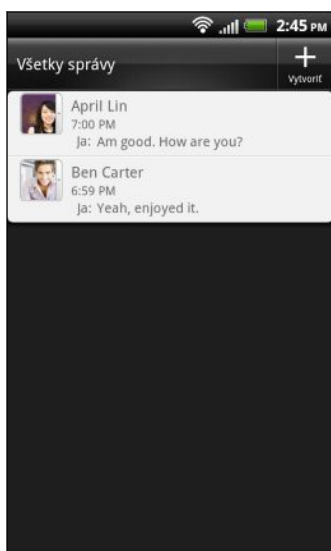 2:45 PM
Všetky správy
Vytvoriť
April Lin
7:00 PM
Ja: Am good. How are you?
Ben Carter
6:59 PM
Ja: Yeah, enjoyed it.